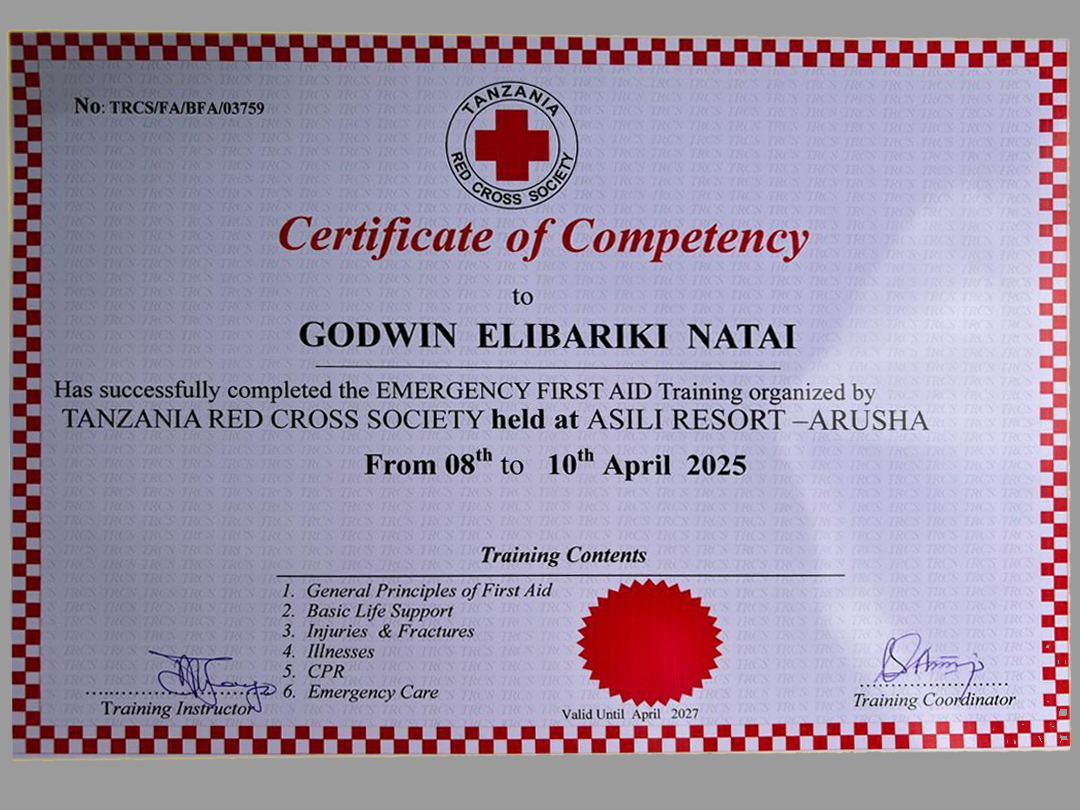 No: TRCS/FA/BFA/03759
TANZANIA
RED CROSS SOCIETY
Certificate of Competency
to
GODWIN ELIBARIKI NATAI
Has successfully completed the EMERGENCY FIRST AID Training organized by
TANZANIA RED CROSS SOCIETY held at ASILI RESORT –ARUSHA
From 08th to 10th April 2025
Training Contents
1. General Principles of First Aid
2. Basic Life Support
3. Injuries & Fractures
4. Illnesses
5. CPR
6. Emergency Care
Training Instructor
Valid Until April 2027
Training Coordinator